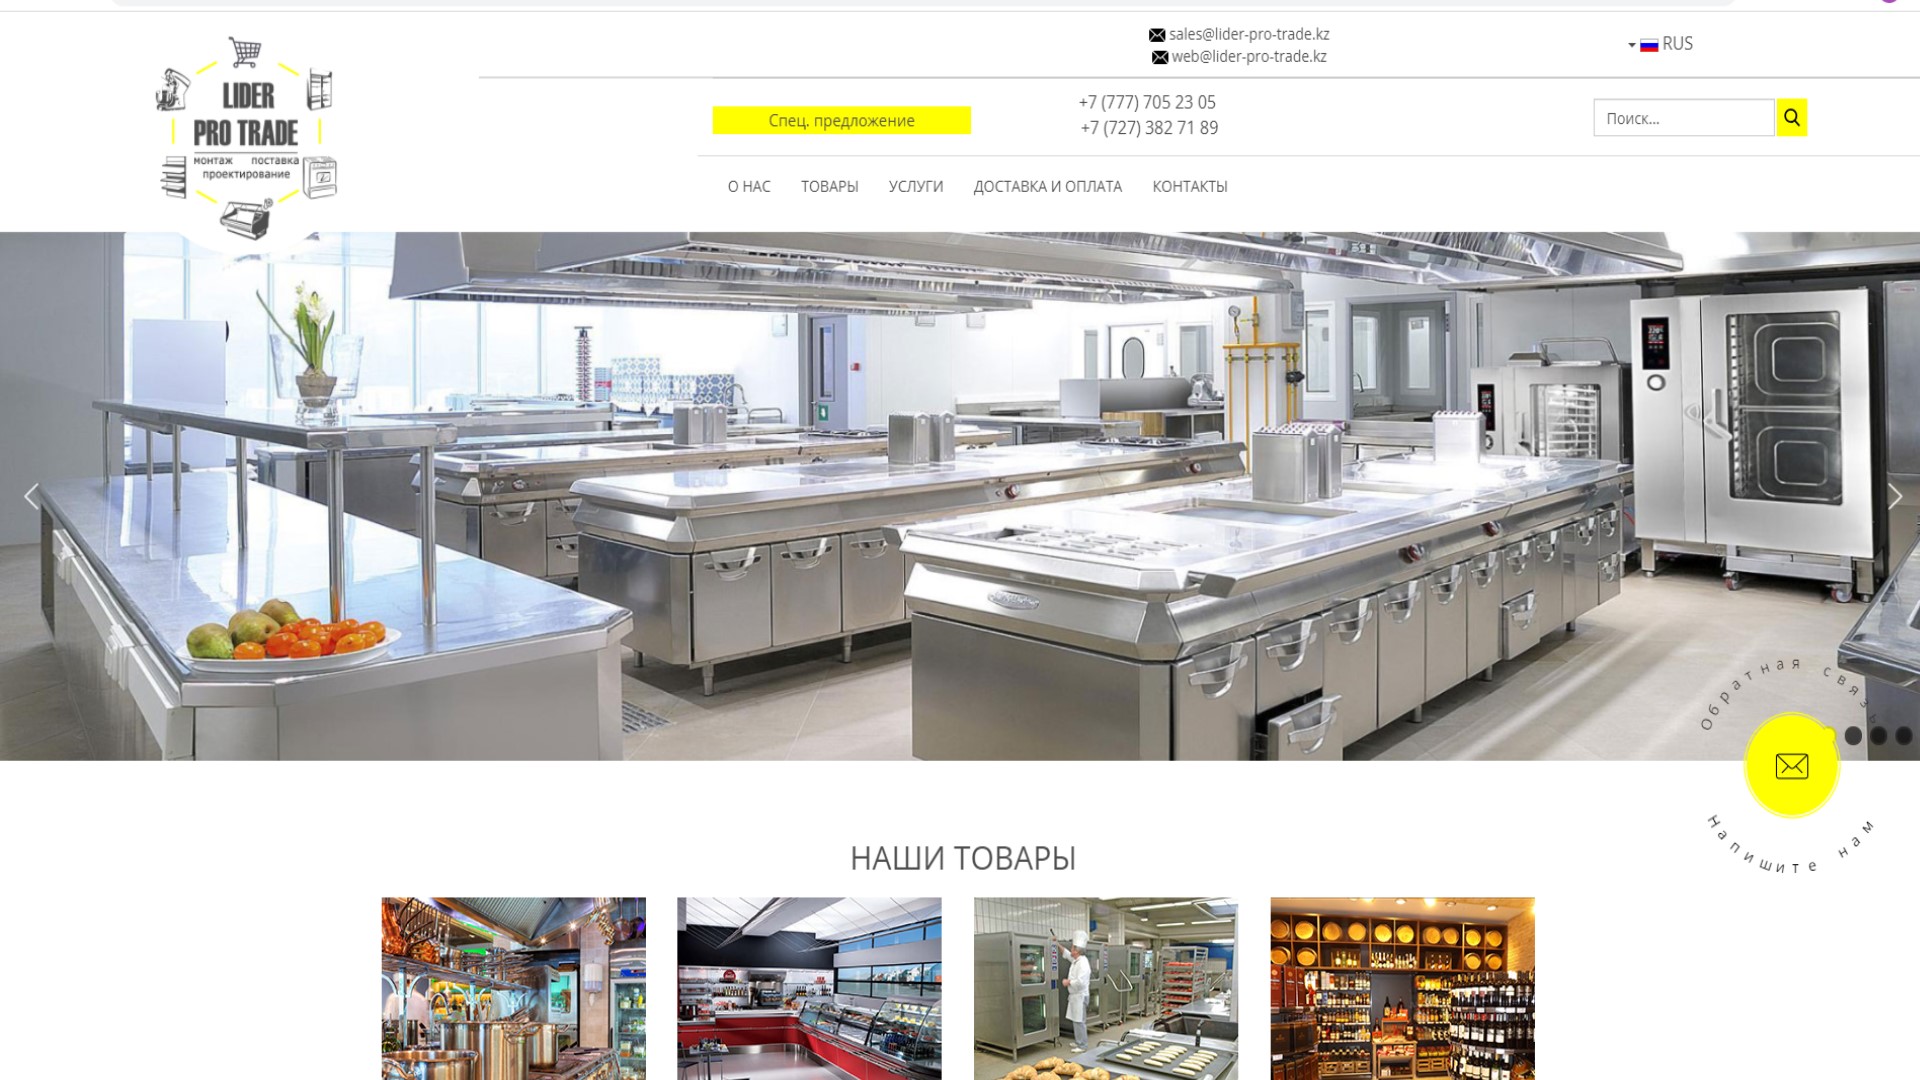 sales@lider-pro-trade.kz
web@lider-pro-trade.kz
RUS
LIDER
PRO TRADE
монтаж поставка
проектирование
Спец. предложение
+7 (777) 705 23 05
+7 (727) 382 71 89
Поиск...
О НАС ТОВАРЫ УСЛУГИ ДОСТАВКА И ОПЛАТА КОНТАКТЫ
Обратная связь
Напишите нам
НАШИ ТОВАРЫ